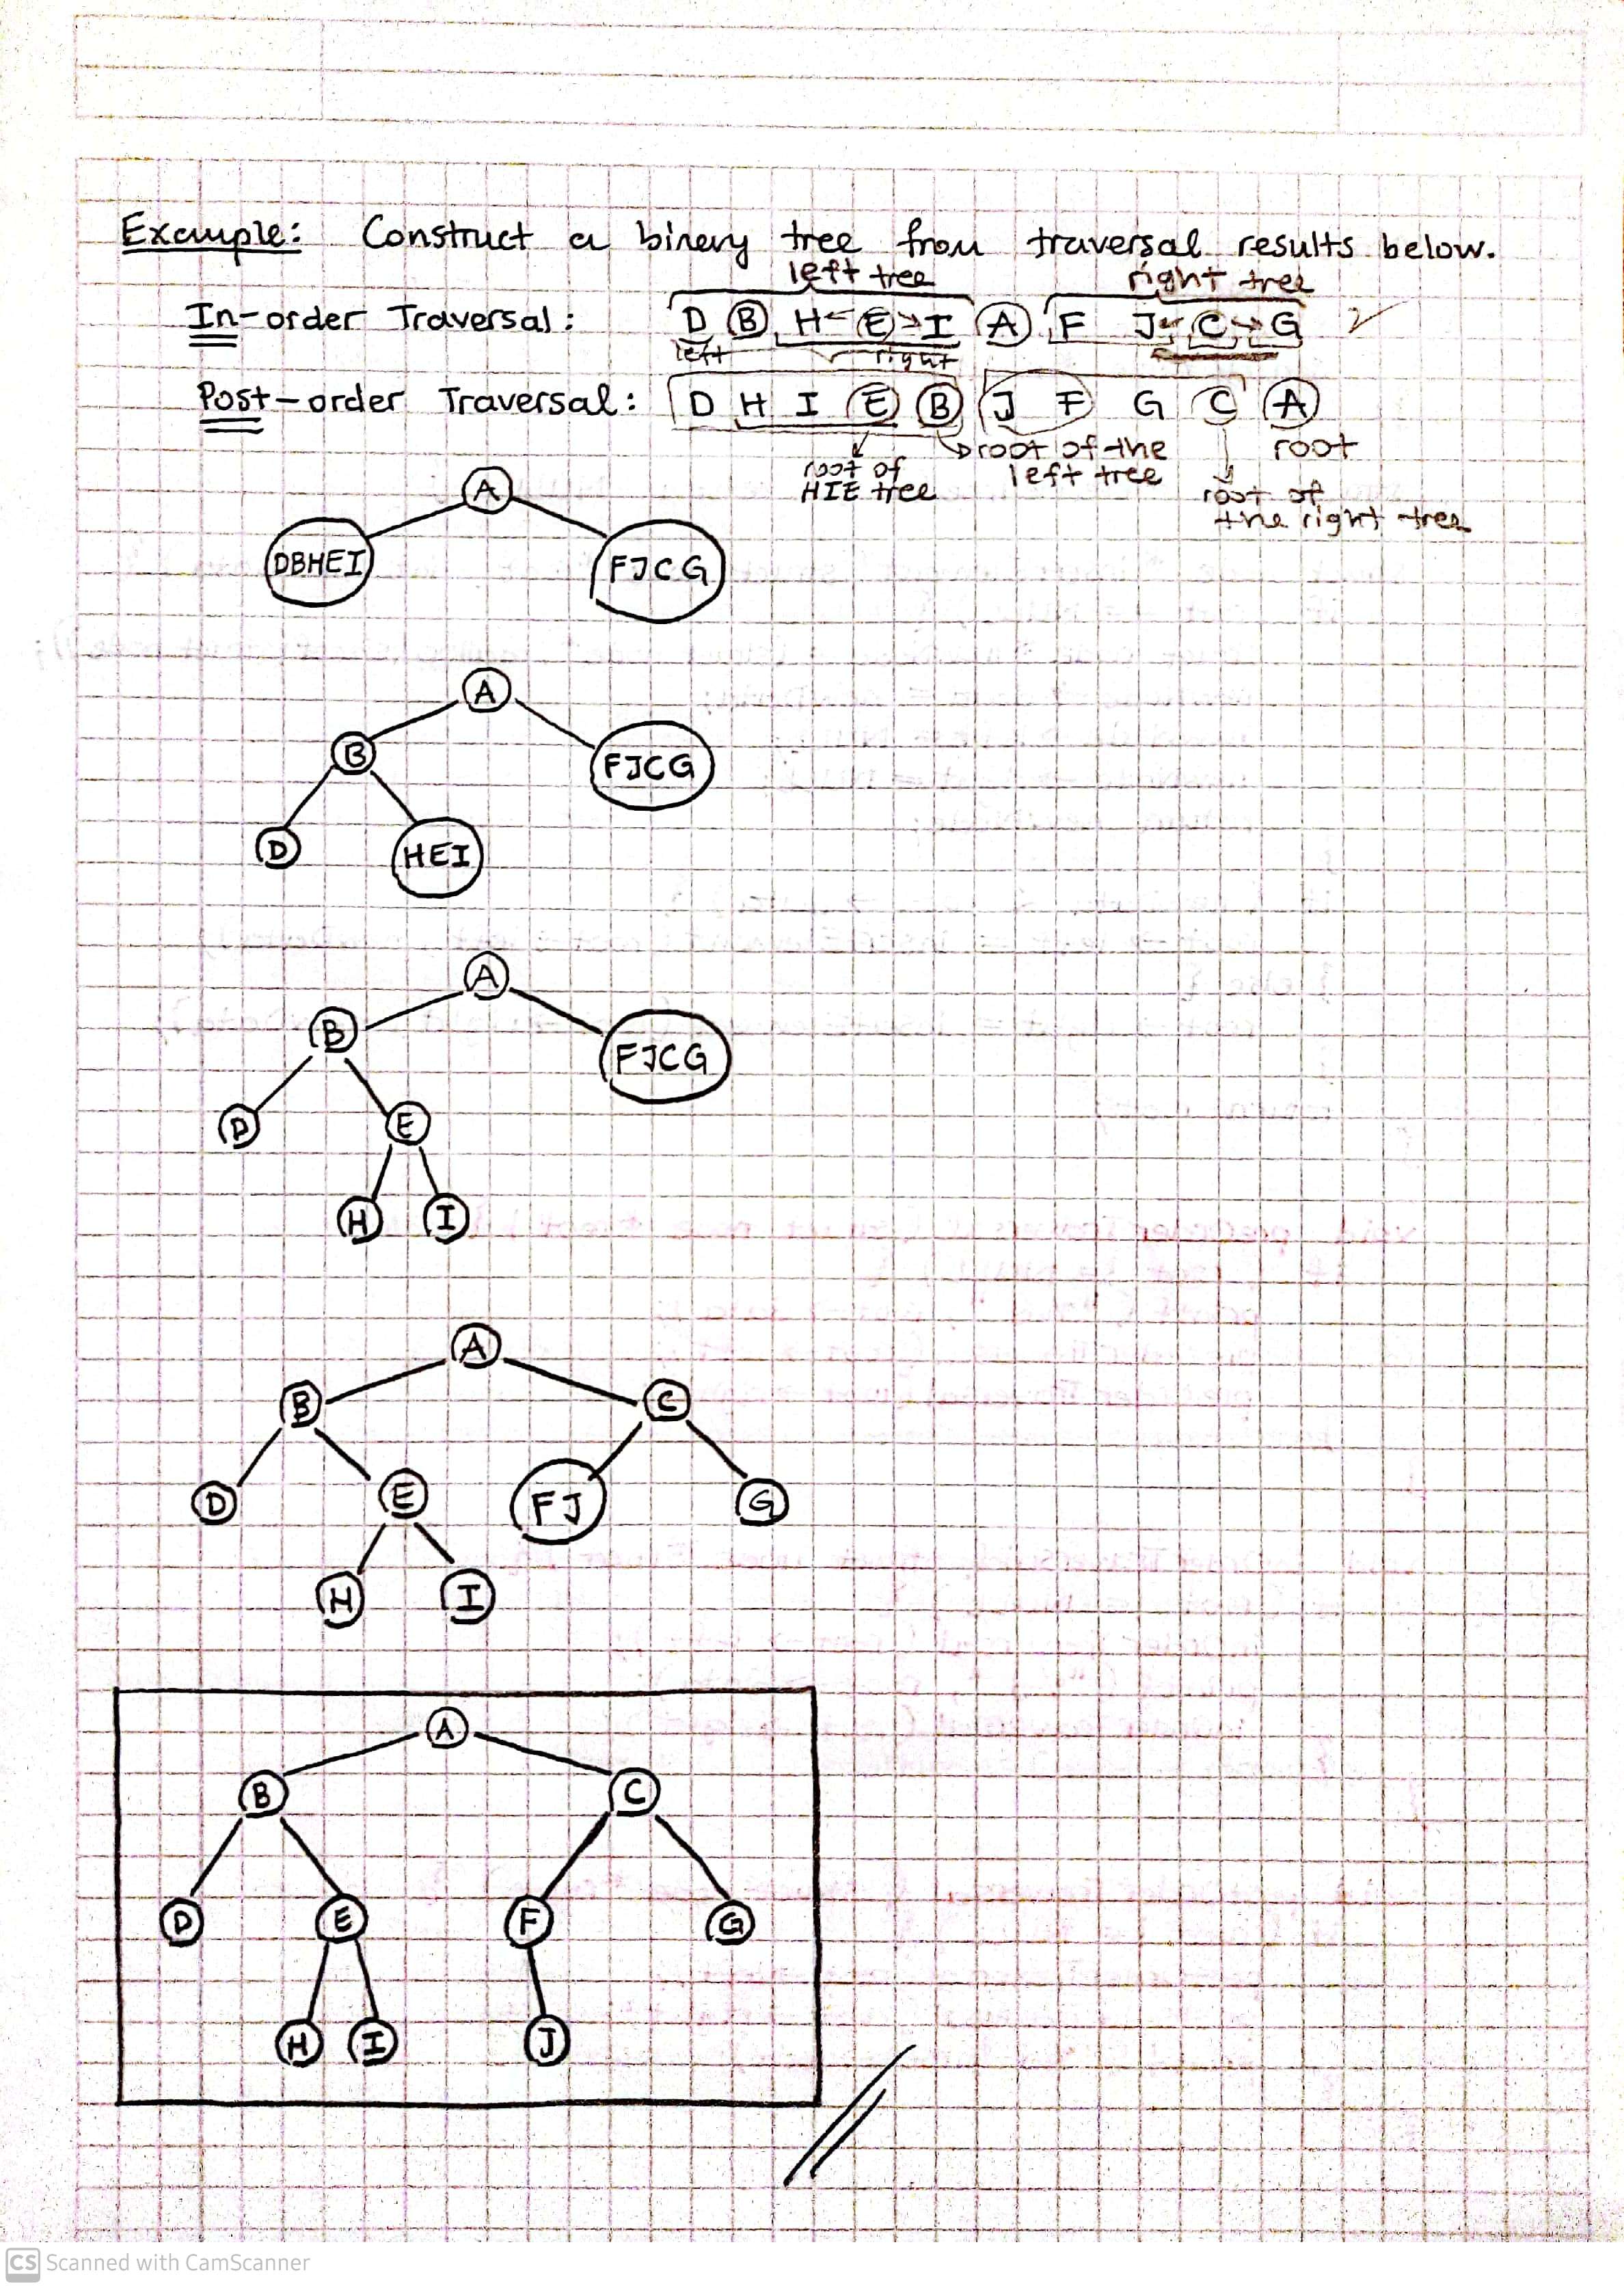 Example: Construct a binary tree from traversal results below.
left tree right tree
In-order Traversal: D B H E I A F J C G
left right
Post-order Traversal: D H I E B J F G C A
root of HIE tree
root of the left tree
root
root of the right tree
A
DBHEI FJCG
A
B FJCG
D HEI
A
B FJCG
D E
H I
A
B C
D E FJ G
H I
A
B C
D E F G
H I J
CS Scanned with CamScanner